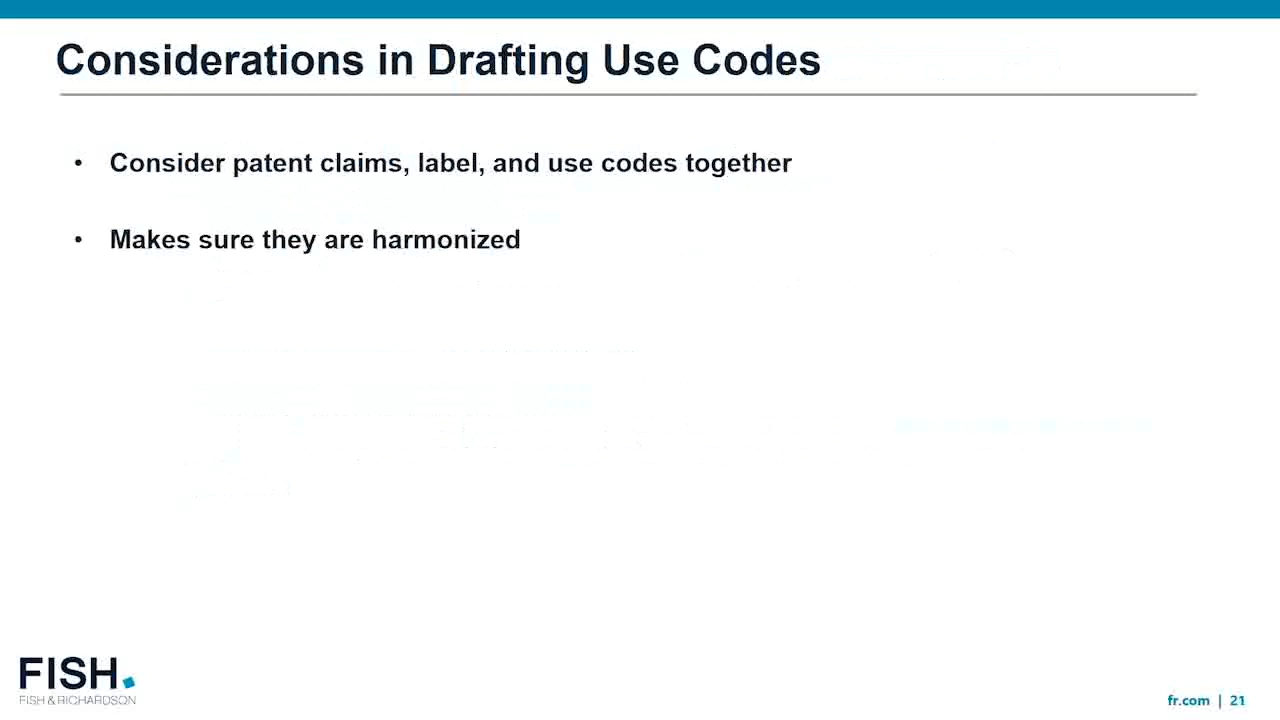 Considerations in Drafting Use Codes
• Consider patent claims, label, and use codes together
• Makes sure they are harmonized
FISH.
FISH & RICHARDSON
fr.com | 21